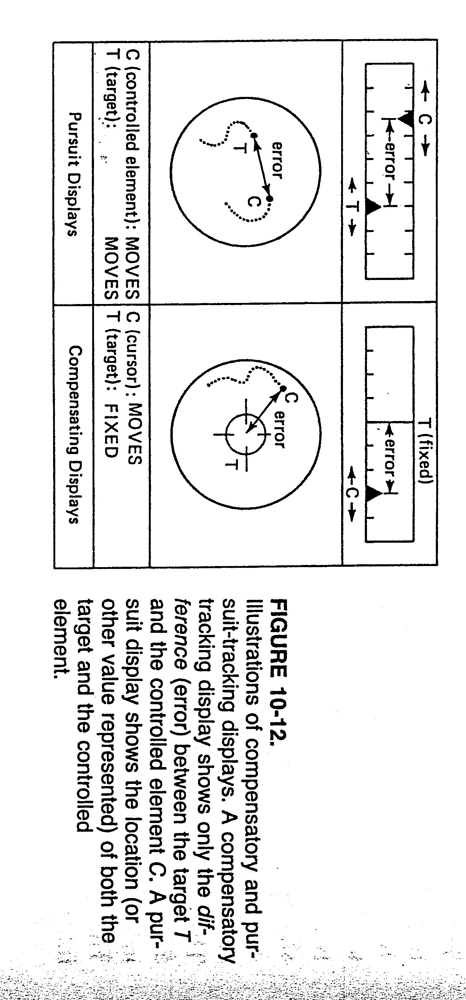 ← C →
error
← T →
T (fixed)
error
← C →
error
T
C
C
error
T
C (controlled element): MOVES
T (target): MOVES
C (cursor): MOVES
T (target): FIXED
Pursuit Displays
Compensating Displays
FIGURE 10-12.
Illustrations of compensatory and pur-
suit-tracking displays. A compensatory
tracking display shows only the dif-
ference (error) between the target T
and the controlled element C. A pur-
suit display shows the location (or
other value represented) of both the
target and the controlled
element.